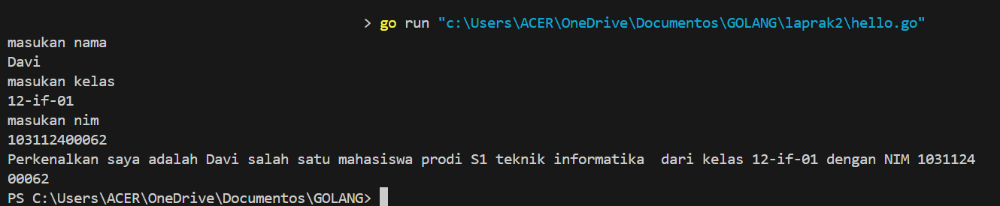 > go run "c:\Users\ACER\OneDrive\Documentos\GOLANG\laprak2\hello.go"
masukan nama
Davi
masukan kelas
12-if-01
masukan nim
103112400062
Perkenalkan saya adalah Davi salah satu mahasiswa prodi S1 teknik informatika  dari kelas 12-if-01 dengan NIM 1031124
00062
PS C:\Users\ACER\OneDrive\Documentos\GOLANG>